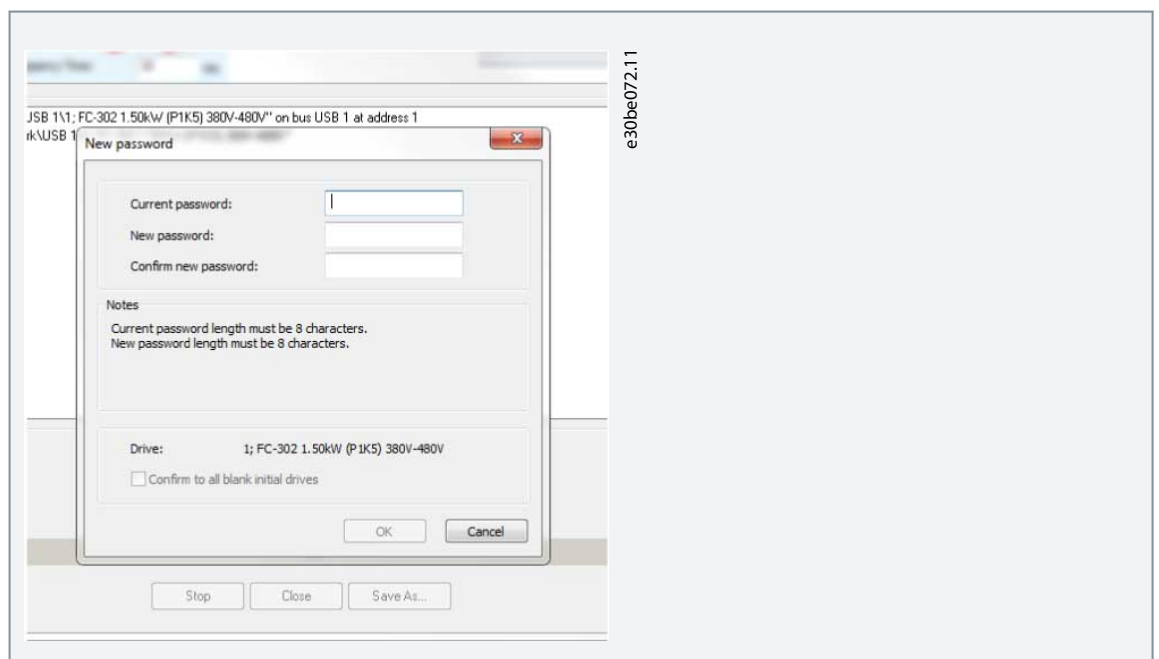 JSB 1\1; FC-302 1.50kW (P1K5) 380V-480V" on bus USB 1 at address 1
rk\USB 1
New password
Current password:
New password:
Confirm new password:
Notes
Current password length must be 8 characters.
New password length must be 8 characters.
Drive: 1; FC-302 1.50kW (P1K5) 380V-480V
Confirm to all blank initial drives
OK Cancel
Stop Close Save As...
e30be072.11